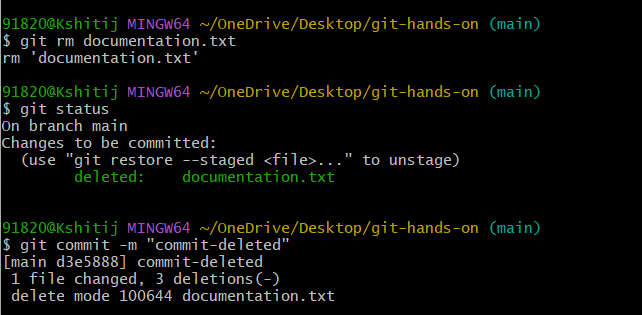 91820@Kshitij MINGW64 ~/OneDrive/Desktop/git-hands-on (main)
$ git rm documentation.txt
rm 'documentation.txt'
91820@Kshitij MINGW64 ~/OneDrive/Desktop/git-hands-on (main)
$ git status
On branch main
Changes to be committed:
  (use "git restore --staged <file>..." to unstage)
        deleted:    documentation.txt
91820@Kshitij MINGW64 ~/OneDrive/Desktop/git-hands-on (main)
$ git commit -m "commit-deleted"
[main d3e5888] commit-deleted
 1 file changed, 3 deletions(-)
 delete mode 100644 documentation.txt